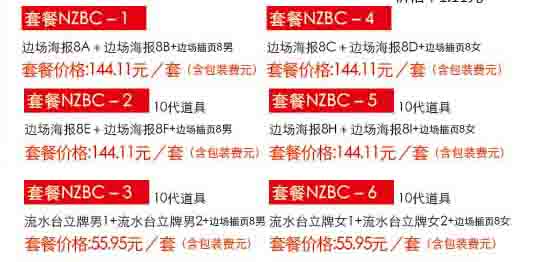 套餐NZBC – 1
边场海报8A + 边场海报8B+边场插页8男
套餐价格:144.11元／套 (含包装费元)
套餐NZBC – 4
边场海报8C + 边场海报8D+边场插页8女
套餐价格:144.11元／套 (含包装费元)
套餐NZBC – 2 10代道具
边场海报8E + 边场海报8F+边场插页8男
套餐价格:144.11元／套 (含包装费元)
套餐NZBC – 5 10代道具
边场海报8H + 边场海报8I+边场插页8女
套餐价格:144.11元／套 (含包装费元)
套餐NZBC – 3 10代道具
流水台立牌男1+流水台立牌男2+边场插页8男
套餐价格:55.95元／套 (含包装费元)
套餐NZBC – 6 10代道具
流水台立牌女1+流水台立牌女2+边场插页8女
套餐价格:55.95元／套 (含包装费元)